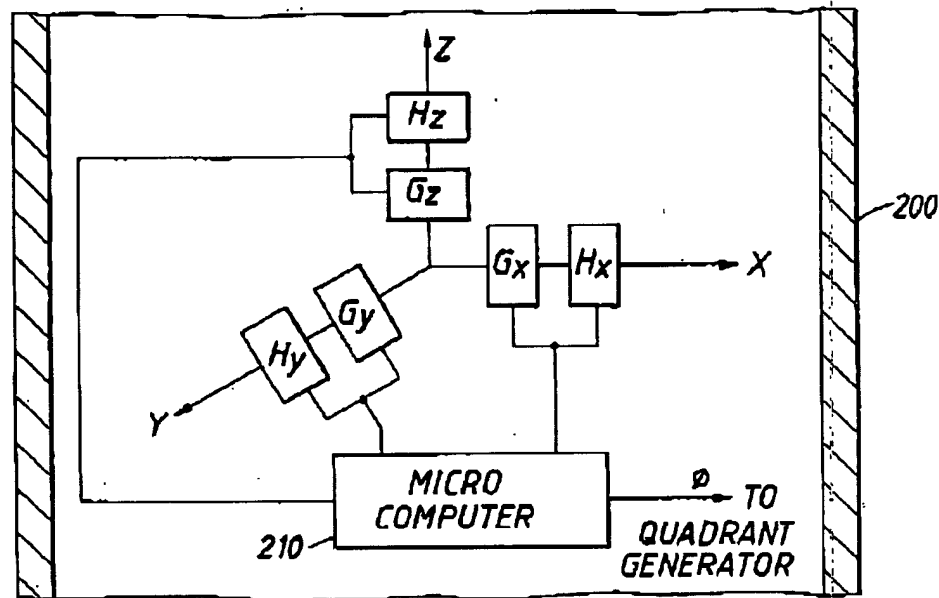 Z
Hz
Gz
200
Gx
Hx
X
Gy
Hy
Y
MICRO
COMPUTER
210
ø
TO
QUADRANT
GENERATOR